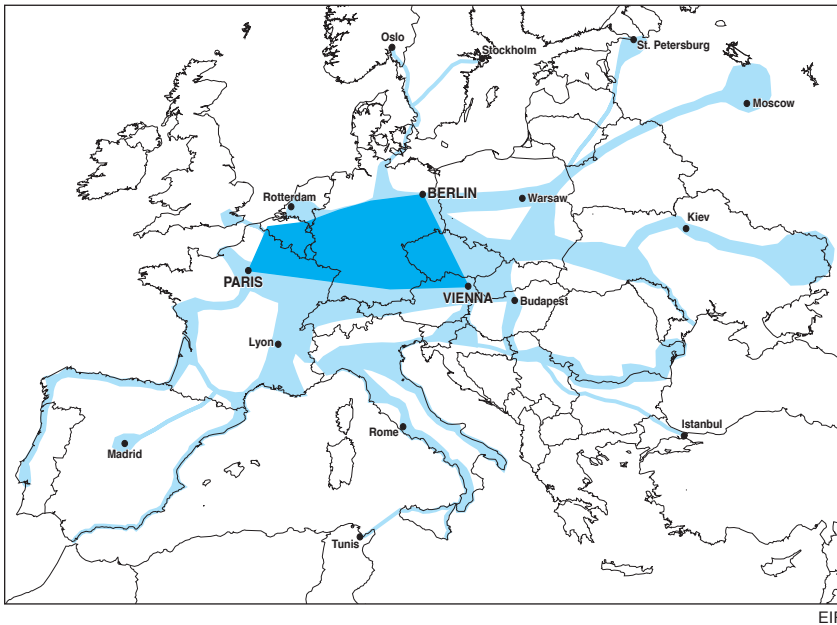 Oslo
Stockholm
St. Petersburg
Moscow
BERLIN
Rotterdam
Warsaw
Kiev
PARIS
VIENNA
Budapest
Lyon
Rome
Istanbul
Madrid
Tunis
EIR